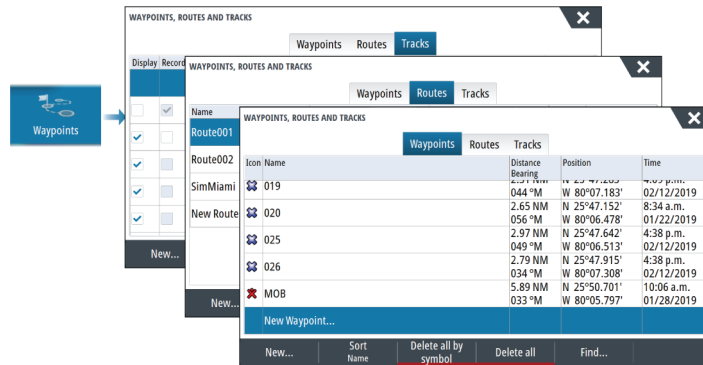 WAYPOINTS, ROUTES AND TRACKS
Waypoints Routes Tracks
Display Record
New...
Waypoints
WAYPOINTS, ROUTES AND TRACKS
Waypoints Routes Tracks
Name
Route001
Route002
SimMiami
New Route
New...
WAYPOINTS, ROUTES AND TRACKS
Waypoints Routes Tracks
Icon Name Distance Position Time
Bearing
019
044 °M W 80°07.183' 02/12/2019
2.65 NM N 25°47.152' 8:34 a.m.
020
056 °M W 80°06.478' 01/22/2019
2.97 NM N 25°47.642' 4:38 p.m.
025
049 °M W 80°06.513' 02/12/2019
2.79 NM N 25°47.915' 4:38 p.m.
026
034 °M W 80°07.308' 02/12/2019
5.89 NM N 25°50.701' 10:06 a.m.
MOB
033 °M W 80°05.797' 01/28/2019
New Waypoint...
New... Sort Delete all by Delete all Find...
Name symbol